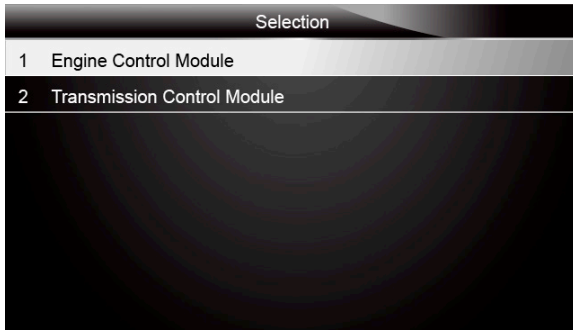 Selection
1 Engine Control Module
2 Transmission Control Module